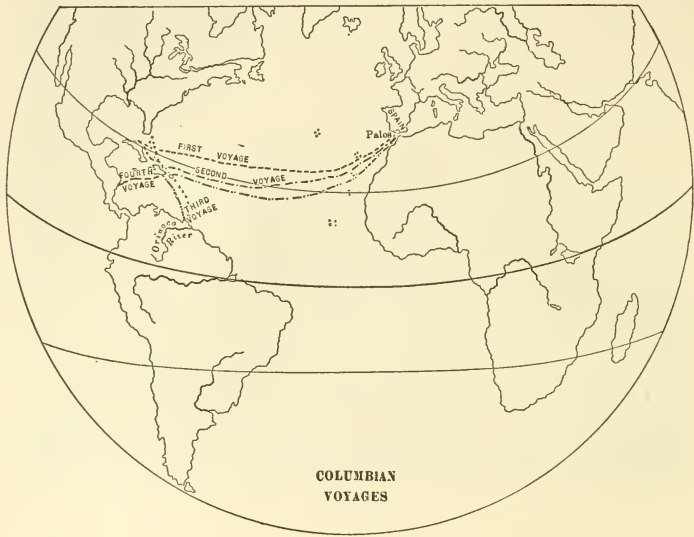 SPAIN
Palos
FIRST VOYAGE
SECOND VOYAGE
FOURTH
VOYAGE
THIRD
VOYAGE
Orinoco
River
COLUMBIAN
VOYAGES